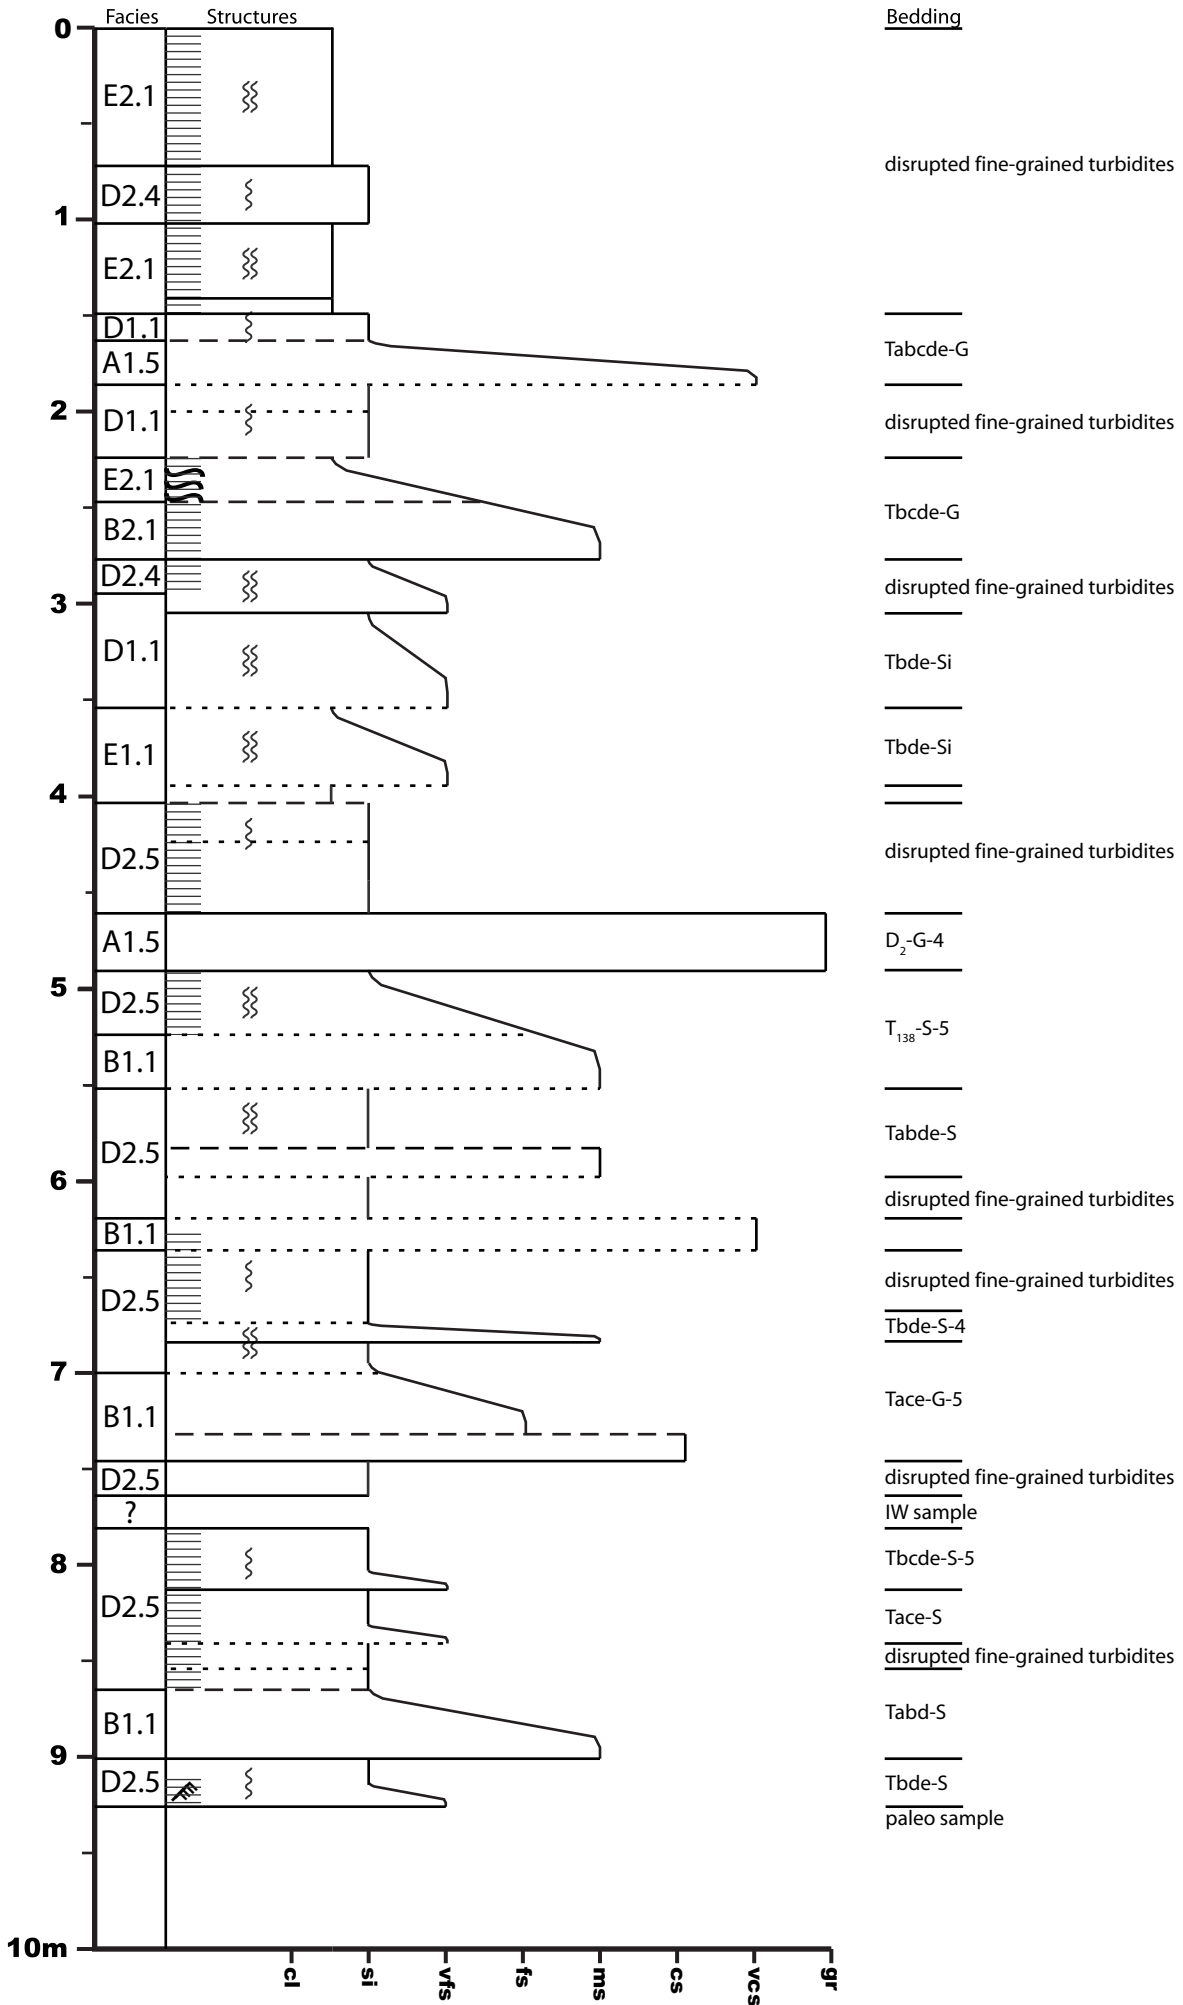 Facies Structures Bedding
0
E2.1
disrupted fine-grained turbidites
D2.4
1
E2.1
D1.1
Tabcde-G
A1.5
2
D1.1
disrupted fine-grained turbidites
E2.1
Tbcde-G
B2.1
D2.4
disrupted fine-grained turbidites
3
D1.1
Tbde-Si
E1.1
Tbde-Si
4
D2.5
disrupted fine-grained turbidites
A1.5
D2-G-4
5
D2.5
T138-S-5
B1.1
Tabde-S
D2.5
6
disrupted fine-grained turbidites
B1.1
disrupted fine-grained turbidites
D2.5
Tbde-S-4
7
Tace-G-5
B1.1
D2.5
disrupted fine-grained turbidites
?
IW sample
8
Tbcde-S-5
D2.5
Tace-S
disrupted fine-grained turbidites
B1.1
Tabd-S
9
D2.5
Tbde-S
paleo sample
10m
cl si vfs fs ms cs vcs gr